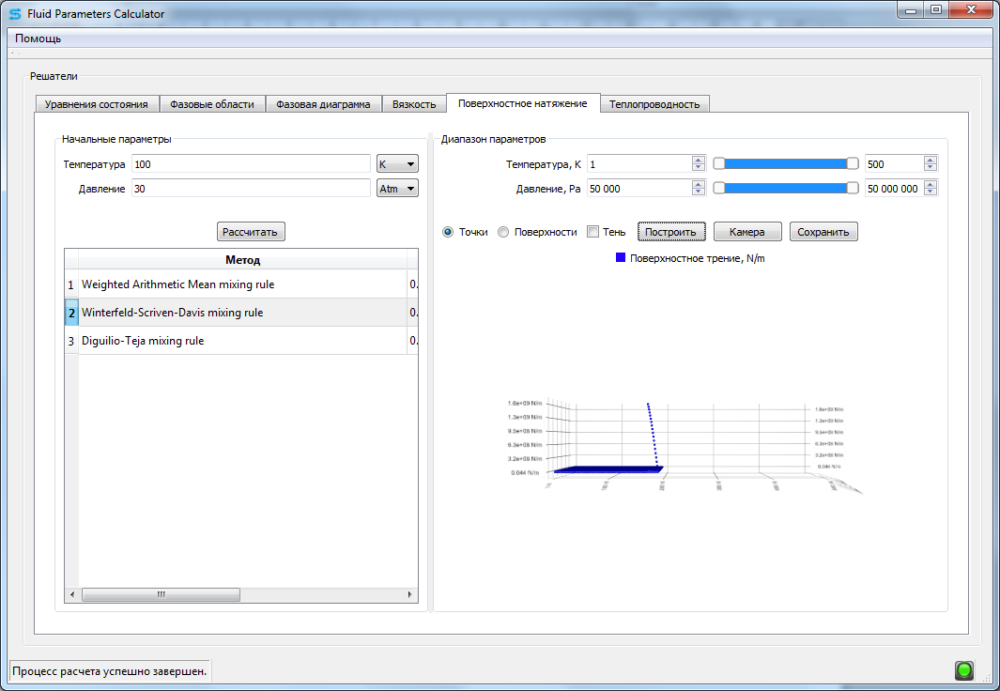 Fluid Parameters Calculator
Помощь
Решатели
Уравнения состояния Фазовые области Фазовая диаграмма Вязкость Поверхностное натяжение Теплопроводность
Начальные параметры
Температура 100 K
Давление 30 Atm
Рассчитать
Метод
1 Weighted Arithmetic Mean mixing rule 0.
2 Winterfeld-Scriven-Davis mixing rule 0.
3 Diguilio-Teja mixing rule 0.
Диапазон параметров
Температура, К 1 500
Давление, Pa 50 000 50 000 000
Точки Поверхности Тень Построить Камера Сохранить
Поверхностное трение, N/m
1.6e+09 N/m 1.6e+09 N/m
1.3e+09 N/m 1.3e+09 N/m
9.5e+08 N/m 9.5e+08 N/m
6.3e+08 N/m 6.3e+08 N/m
3.2e+08 N/m 3.2e+08 N/m
0.044 N/m 0.044 N/m
Процесс расчета успешно завершен.